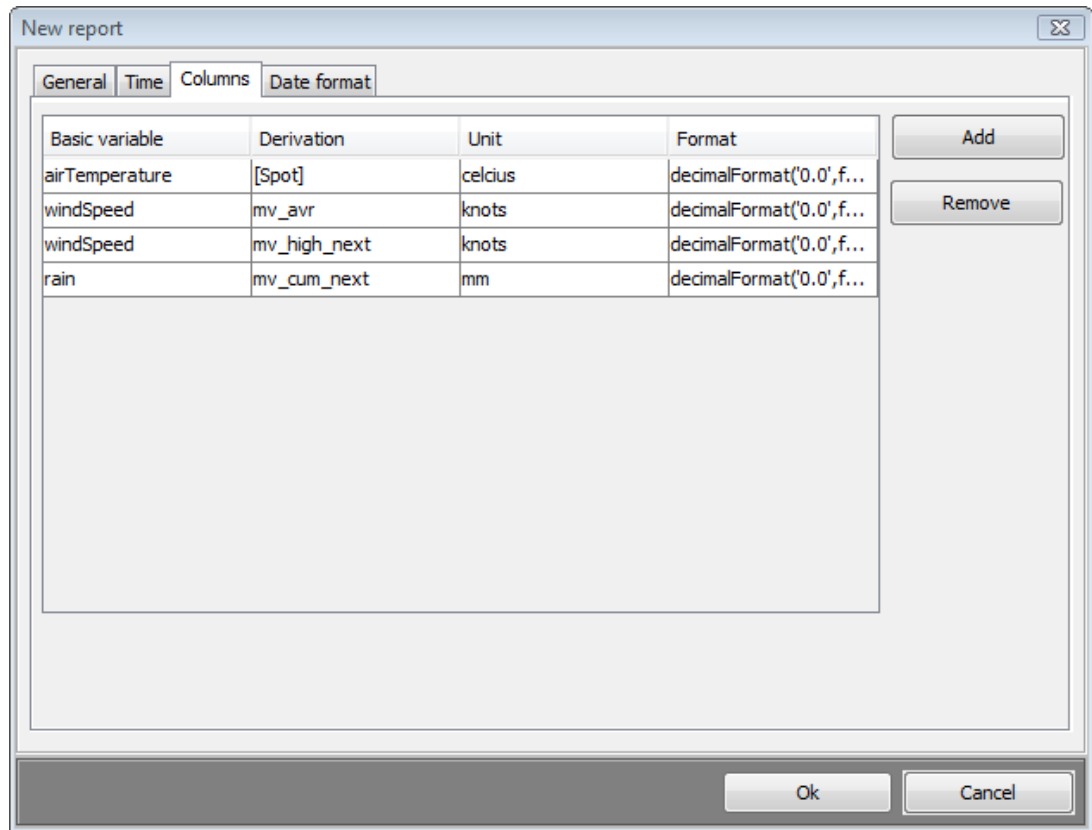 New report
General Time Columns Date format
Basic variable Derivation Unit Format
airTemperature [Spot] celcius decimalFormat('0.0',f...
windSpeed mv_avr knots decimalFormat('0.0',f...
windSpeed mv_high_next knots decimalFormat('0.0',f...
rain mv_cum_next mm decimalFormat('0.0',f...
Add
Remove
Ok Cancel